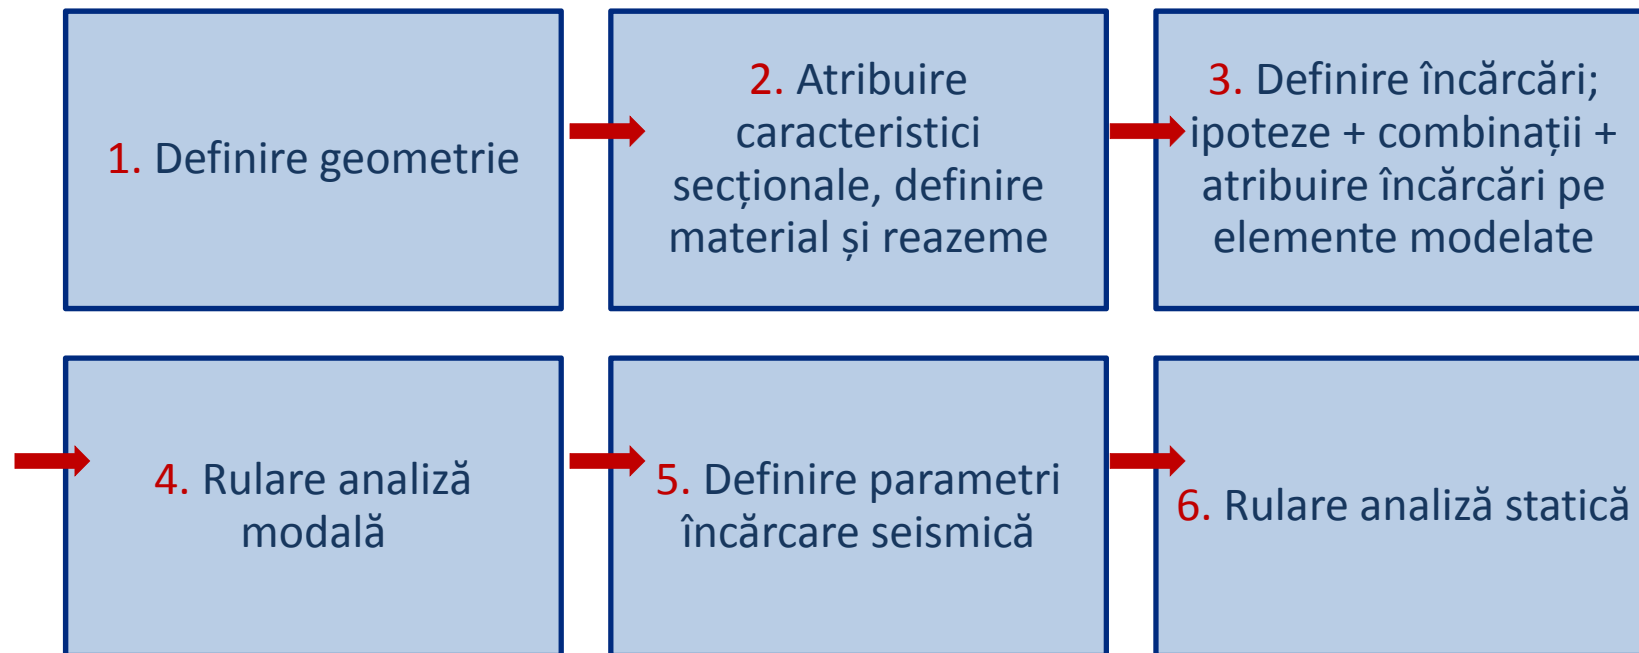 1. Definire geometrie
2. Atribuire
caracteristici
secționale, definire
material și reazeme
3. Definire încărcări;
ipoteze + combinații +
atribuire încărcări pe
elemente modelate
4. Rulare analiză
modală
5. Definire parametri
încărcare seismică
6. Rulare analiză statică